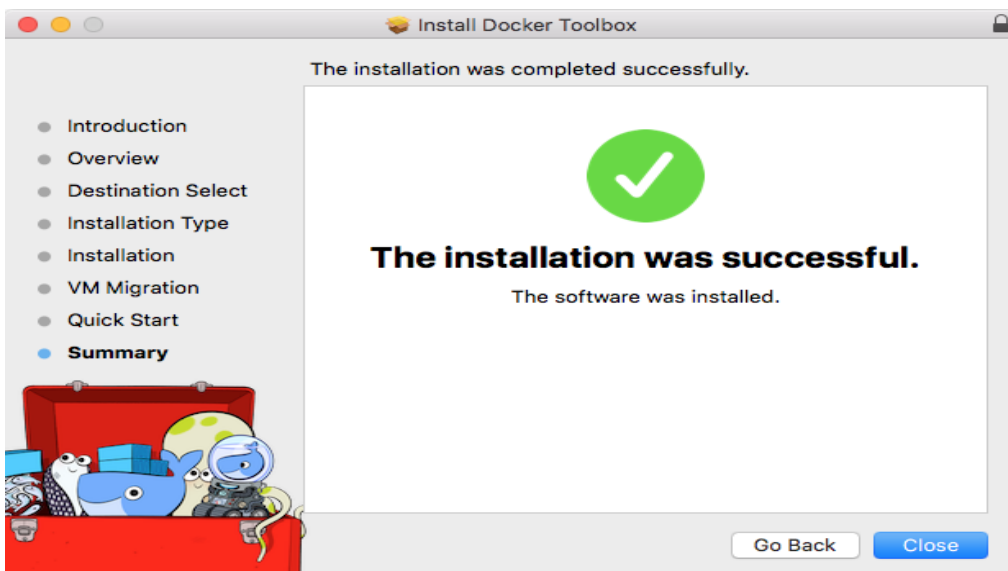 Install Docker Toolbox
The installation was completed successfully.
Introduction
Overview
Destination Select
Installation Type
Installation
VM Migration
Quick Start
Summary
The installation was successful.
The software was installed.
Go Back
Close